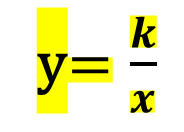 y= k/x